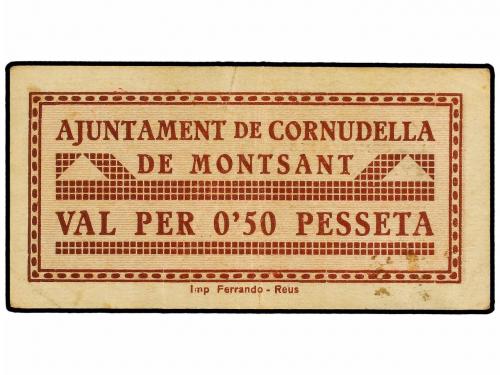 AJUNTAMENT DE CORNUDELLA
DE MONTSANT
VAL PER 0'50 PESSETA
Imp Ferrando - Reus